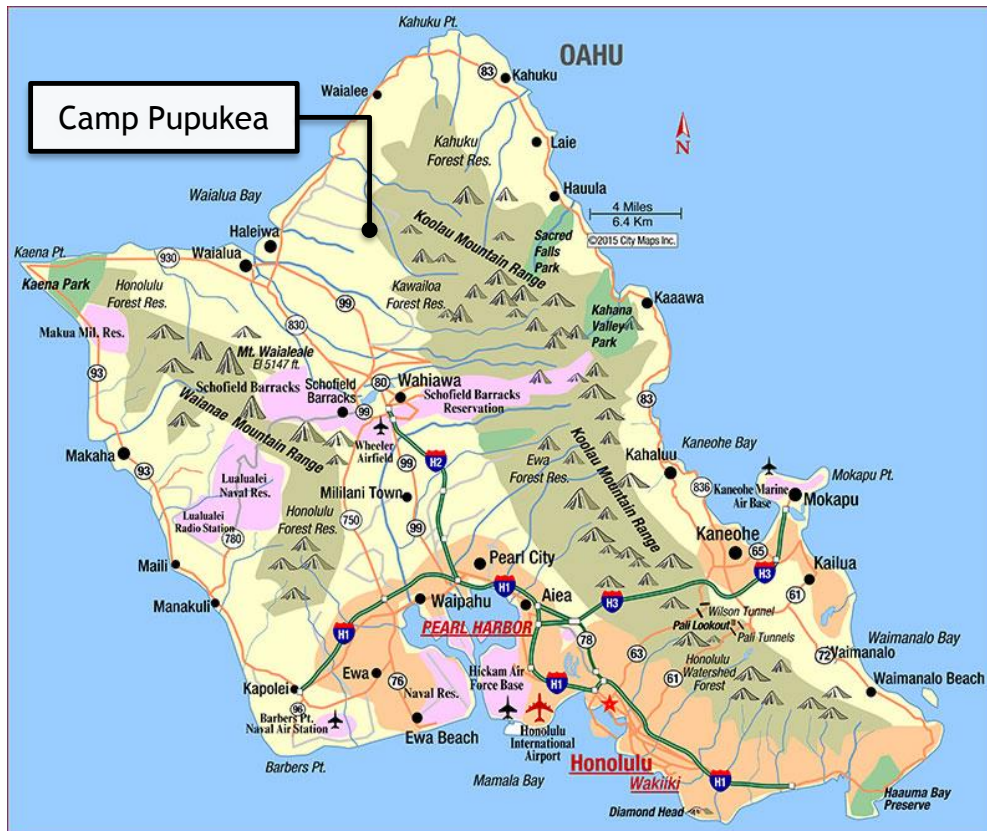 Kahuku Pt.
OAHU
83
Kahuku
Waialee
Camp Pupukea
Kahuku
Forest Res.
Laie
N
Hauula
4 Miles
6.4 Km
©2015 City Maps Inc.
Waialua Bay
Koolau Mountain Range
Sacred
Falls
Park
Haleiwa
Kaena Pt.
930
Waialua
Kaena Park
Honolulu
Forest Res.
99
Kawailoa
Forest Res.
Kaaawa
Kahana
Valley
Park
Makua Mil. Res.
830
Mt. Waialeale
El 5147 ft.
93
Schofield Barracks
Schofield
Barracks
80
Wahiawa
99
Schofield Barracks
Reservation
83
Waianae Mountain Range
Wheeler
Airfield
H2
Koolau Mountain Range
Kaneohe Bay
Makaha
93
99
Ewa
Forest Res.
Kahaluu
Mokapu Pt.
Lualualei
Naval Res.
Mililani Town
836
Kaneohe Marine
Air Base
Mokapu
Lualualei
Radio Station
780
Honolulu
Forest Res.
750
99
Kaneohe
65
Maili
Pearl City
H3
Kailua
H1
Aiea
H3
61
Manakuli
Waipahu
Wilson Tunnel
Pali Lookout
Pali Tunnels
H1
PEARL HARBOR
78
63
72
Waimanalo Bay
Waimanalo
Honolulu
Watershed
Forest
61
Kapolei
Ewa
76
Naval Res.
Hickam Air
Force Base
H1
Waimanalo Beach
96
Barbers Pt.
Naval Air Station
Ewa Beach
Honolulu
International
Airport
Barbers Pt.
Mamala Bay
Honolulu
Wakiiki
H1
Haauma Bay
Preserve
Diamond Head